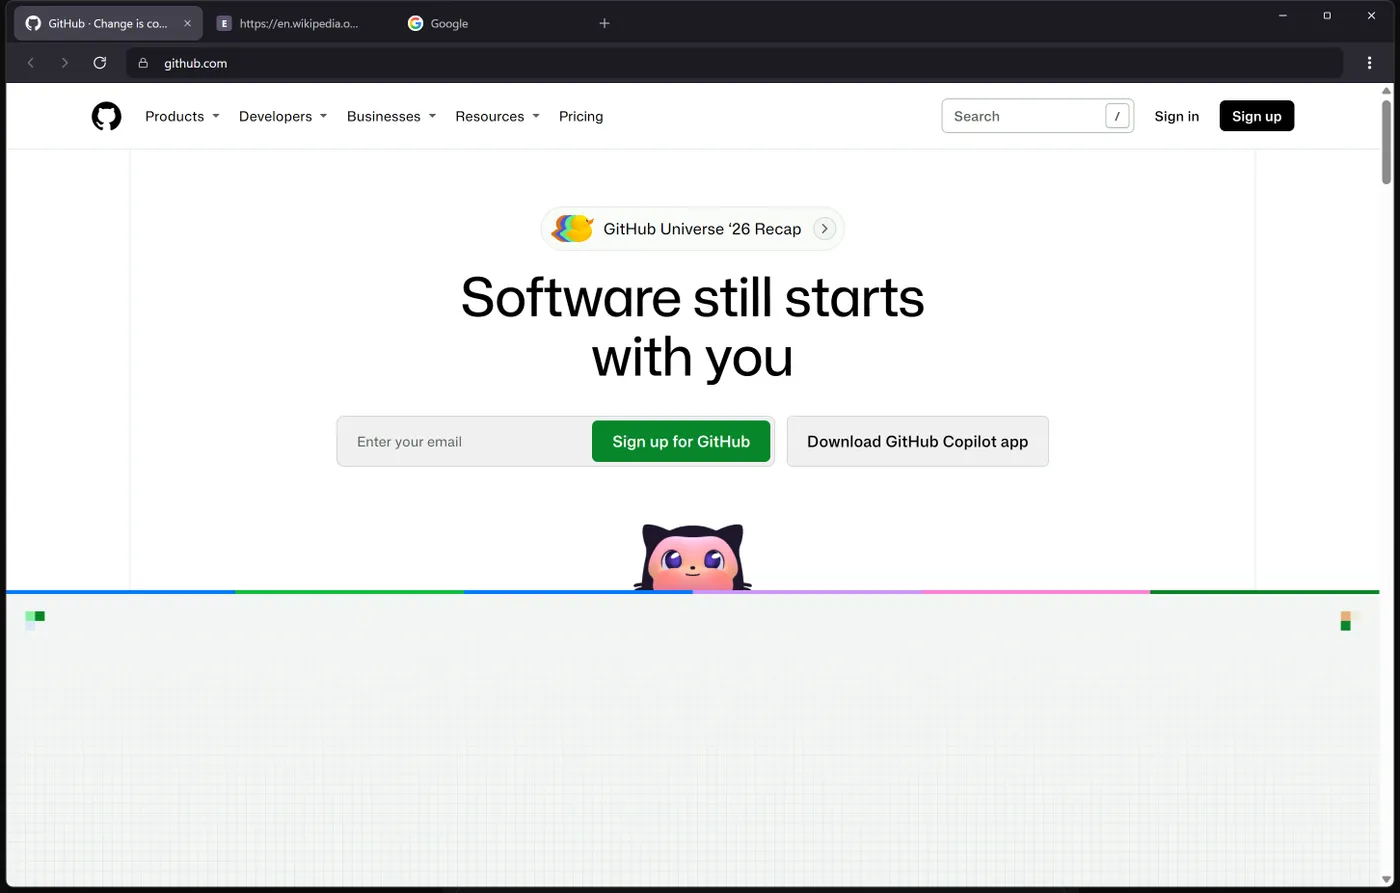 GitHub · Change is co...
E
https://en.wikipedia.o...
Google
github.com
Products
Developers
Businesses
Resources
Pricing
Search
/
Sign in
Sign up
GitHub Universe ‘26 Recap
Software still starts
with you
Enter your email
Sign up for GitHub
Download GitHub Copilot app